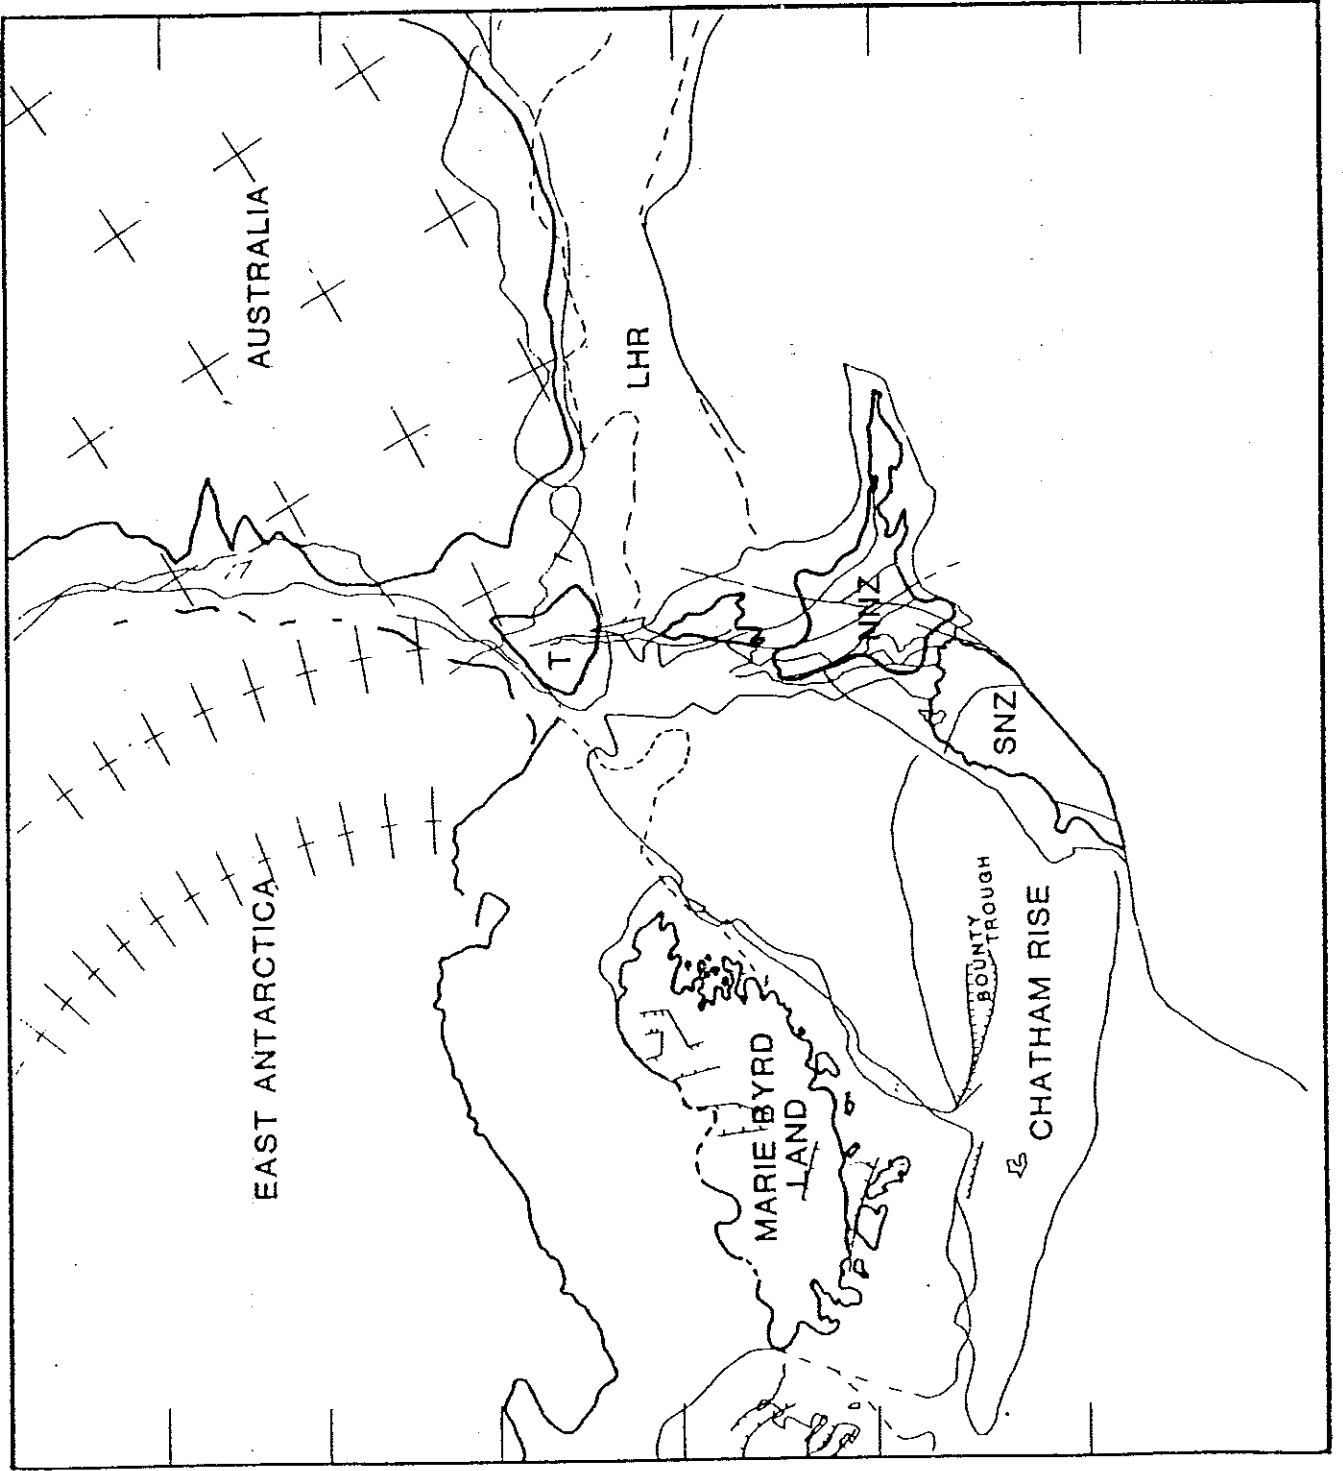 AUSTRALIA
LHR
T
NNZ
SNZ
EAST ANTARCTICA
MARIE BYRD
LAND
BOUNTY
TROUGH
CHATHAM RISE